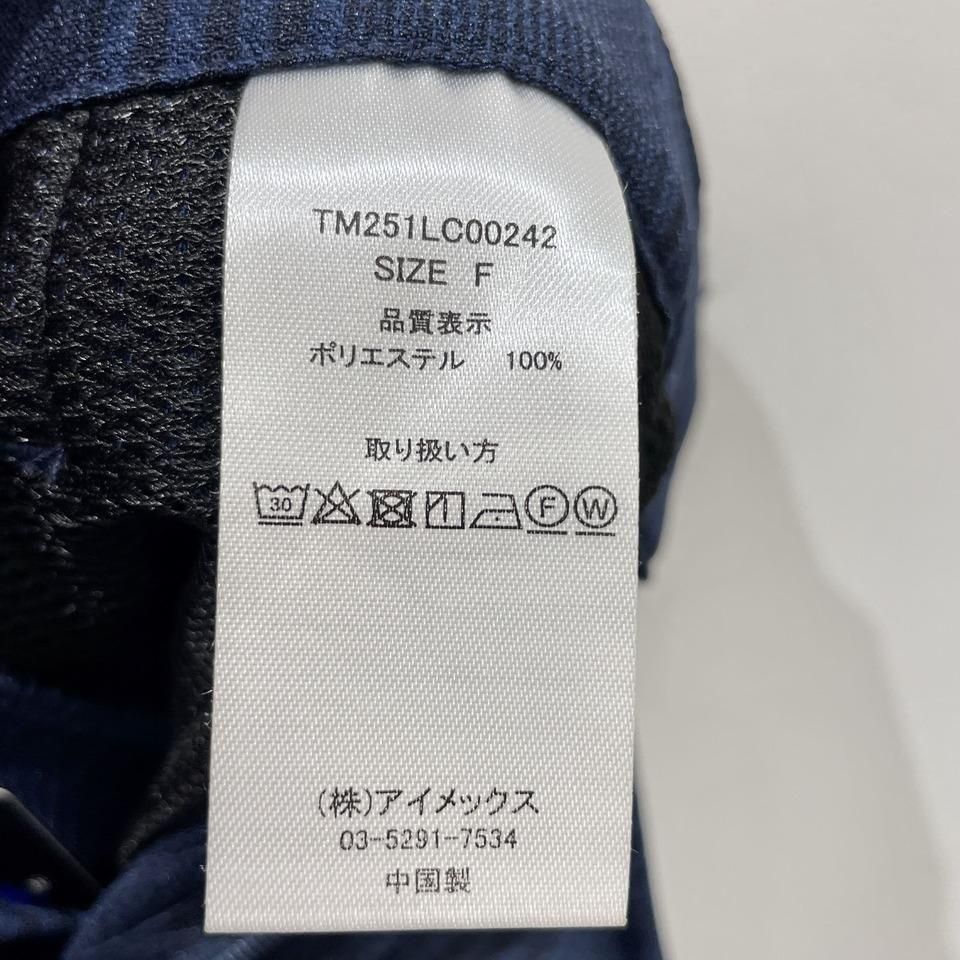 TM251LC00242
SIZE F
品質表示
ポリエステル 100%
取り扱い方
30 F W
(株)アイメックス
03-5291-7534
中国製